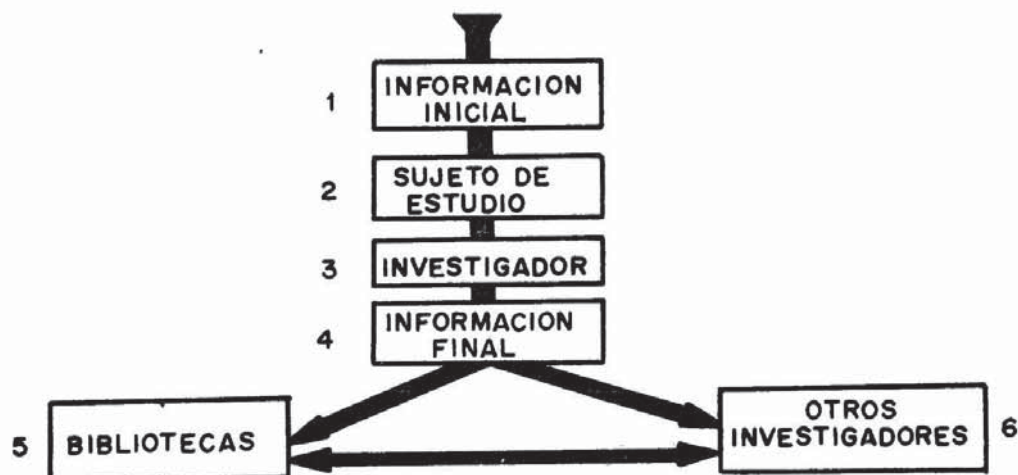 1
INFORMACION
INICIAL
2
SUJETO DE
ESTUDIO
3
INVESTIGADOR
4
INFORMACION
FINAL
5
BIBLIOTECAS
OTROS
INVESTIGADORES
6